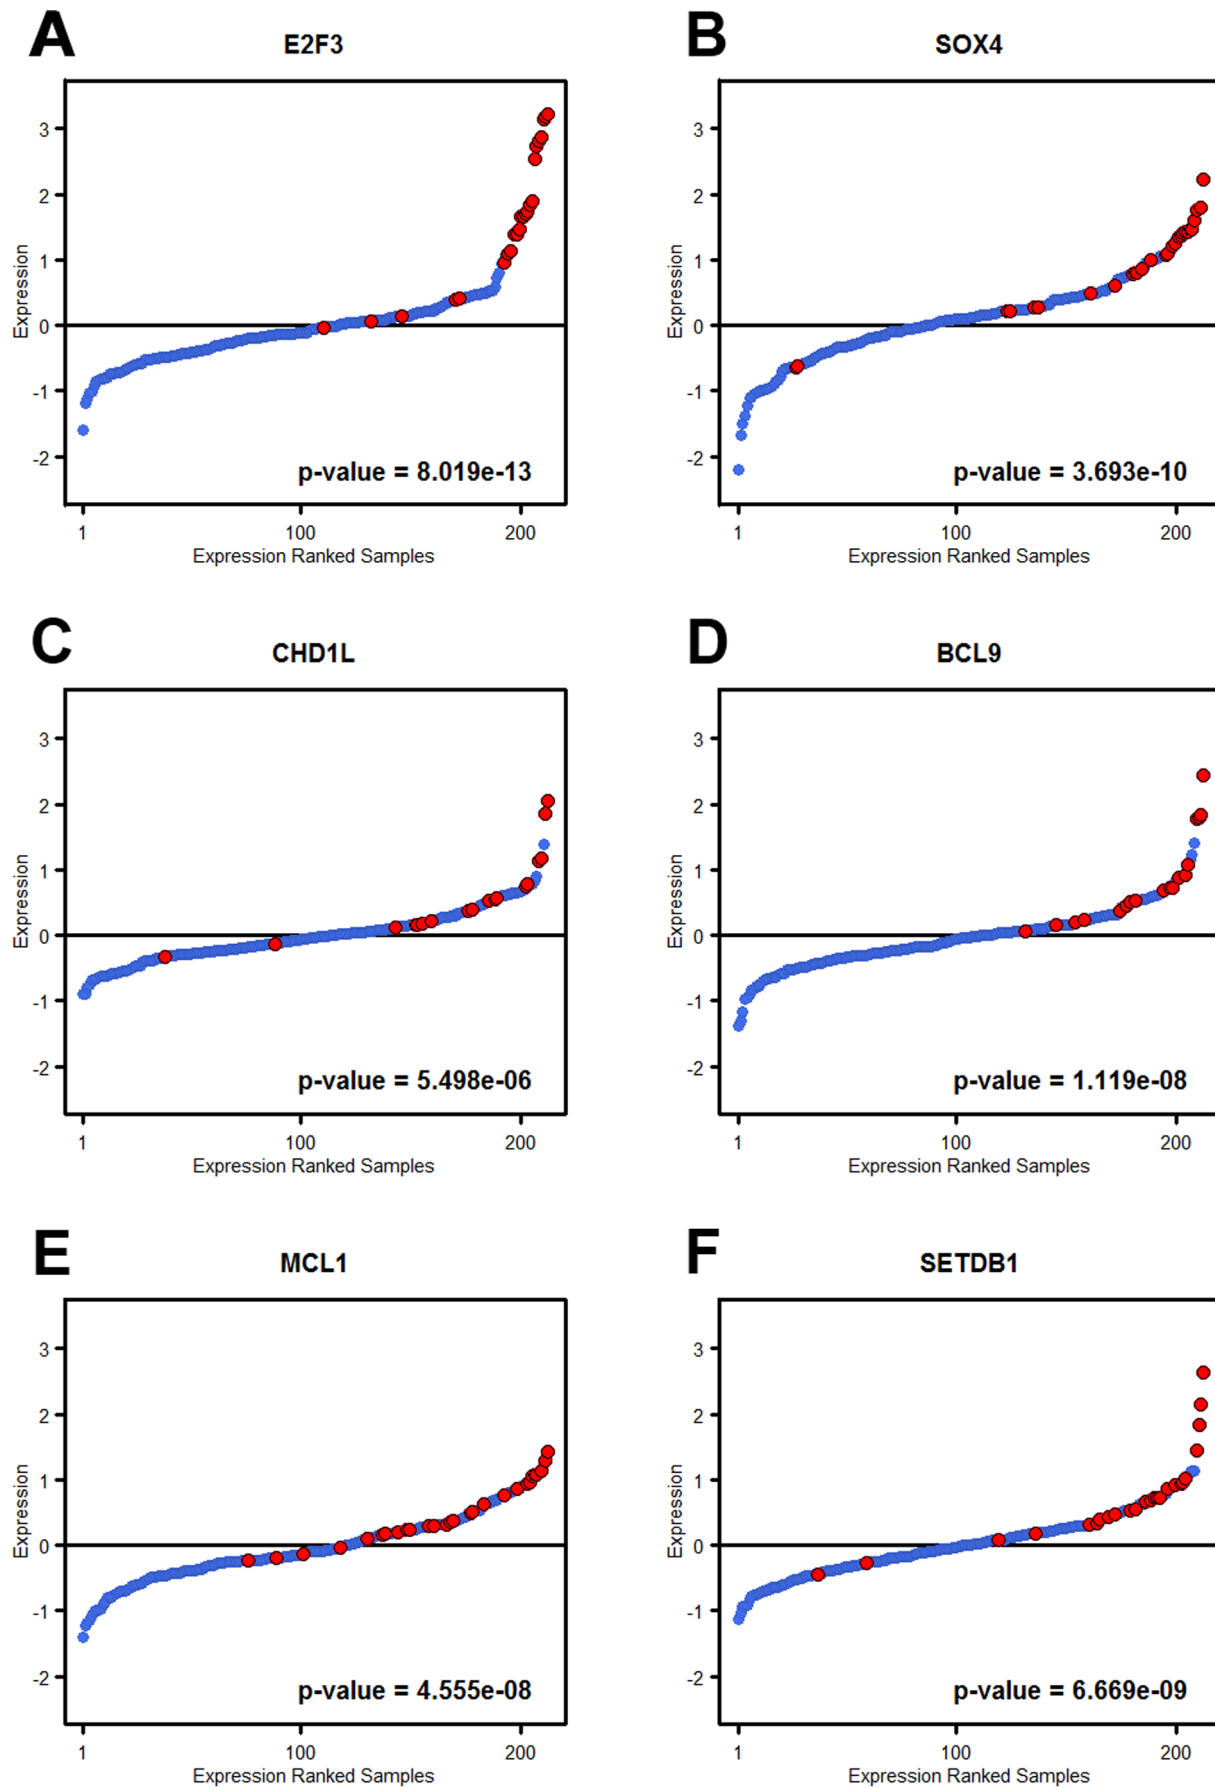 A
E2F3
3
2
1
0
-1
-2
Expression
p-value = 8.019e-13
1 100 200
Expression Ranked Samples
B
SOX4
3
2
1
0
-1
-2
Expression
p-value = 3.693e-10
1 100 200
Expression Ranked Samples
C
CHD1L
3
2
1
0
-1
-2
Expression
p-value = 5.498e-06
1 100 200
Expression Ranked Samples
D
BCL9
3
2
1
0
-1
-2
Expression
p-value = 1.119e-08
1 100 200
Expression Ranked Samples
E
MCL1
3
2
1
0
-1
-2
Expression
p-value = 4.555e-08
1 100 200
Expression Ranked Samples
F
SETDB1
3
2
1
0
-1
-2
Expression
p-value = 6.669e-09
1 100 200
Expression Ranked Samples